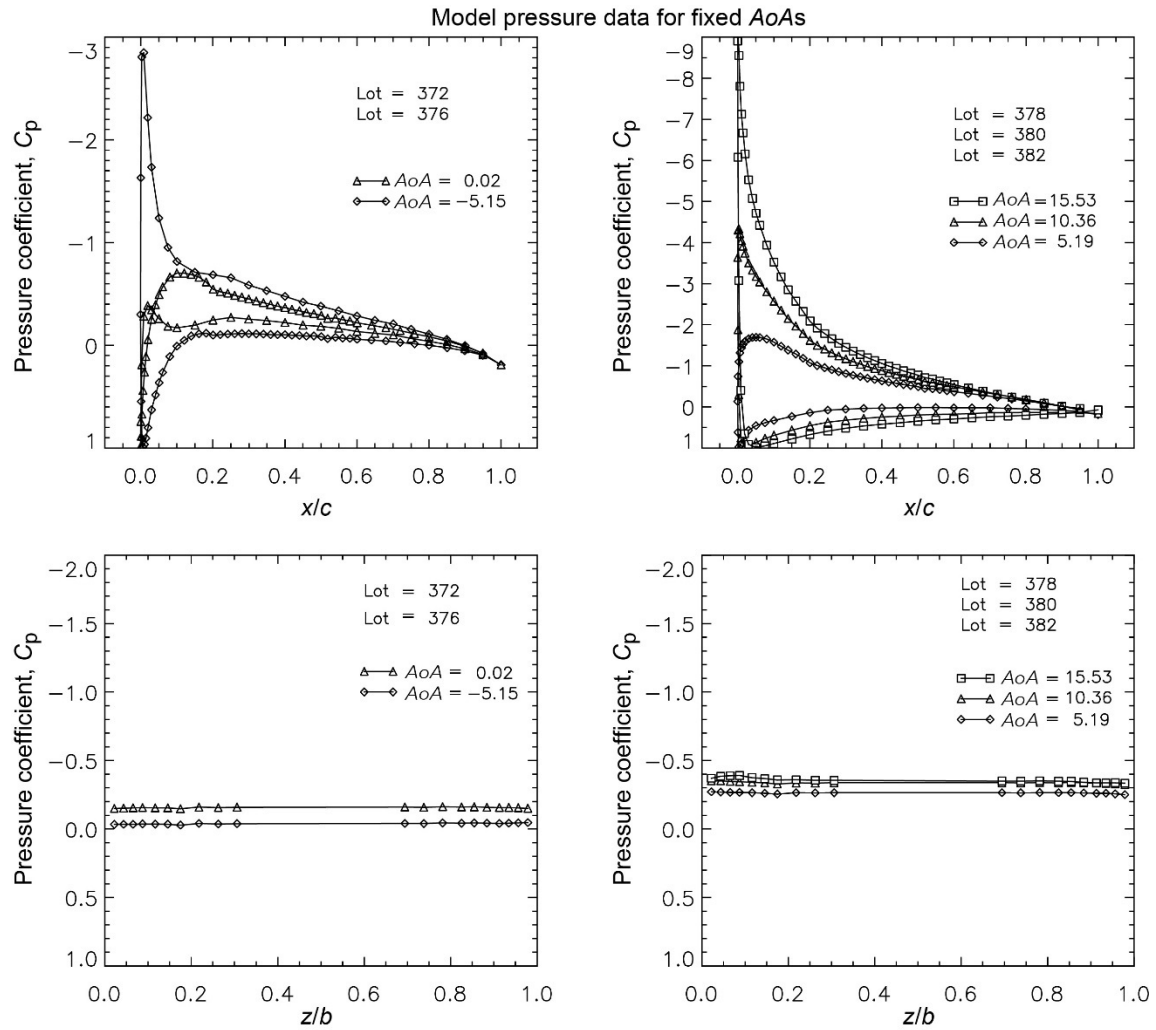 Model pressure data for fixed AoAs
Pressure coefficient, Cp
−3
−2
−1
0
1
Lot = 372
Lot = 376
AoA = 0.02
AoA = −5.15
0.0 0.2 0.4 0.6 0.8 1.0
x/c
Pressure coefficient, Cp
−9
−8
−7
−6
−5
−4
−3
−2
−1
0
1
Lot = 378
Lot = 380
Lot = 382
AoA = 15.53
AoA = 10.36
AoA = 5.19
0.0 0.2 0.4 0.6 0.8 1.0
x/c
Pressure coefficient, Cp
−2.0
−1.5
−1.0
−0.5
0.0
0.5
1.0
Lot = 372
Lot = 376
AoA = 0.02
AoA = −5.15
0.0 0.2 0.4 0.6 0.8 1.0
z/b
Pressure coefficient, Cp
−2.0
−1.5
−1.0
−0.5
0.0
0.5
1.0
Lot = 378
Lot = 380
Lot = 382
AoA = 15.53
AoA = 10.36
AoA = 5.19
0.0 0.2 0.4 0.6 0.8 1.0
z/b